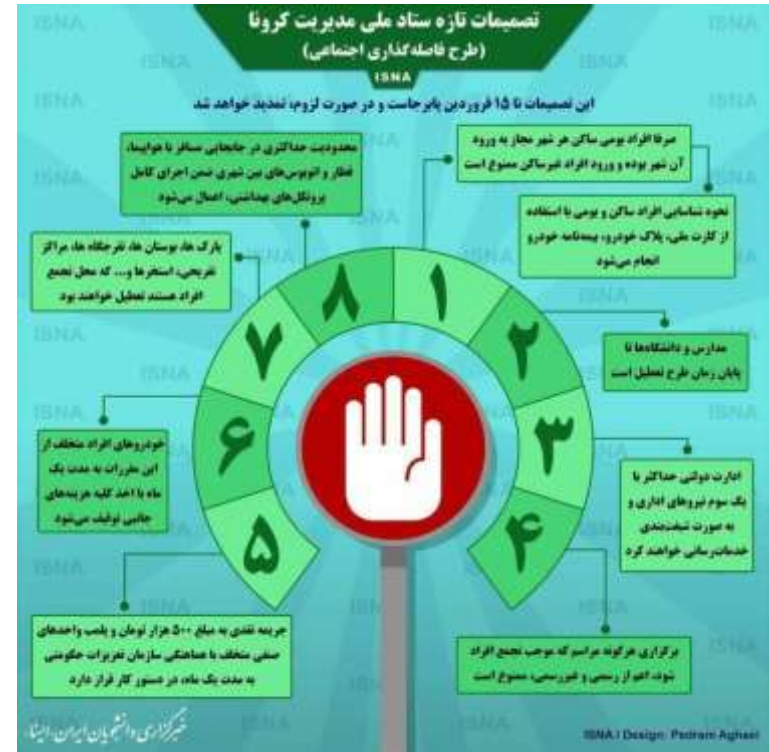 تصمیمات تازه ستاد ملی مدیریت کرونا
(طرح فاصله‌گذاری اجتماعی)
ISNA
این تصمیمات تا ۱۵ فروردین پابرجاست و در صورت لزوم، تمدید خواهد شد
۱
صرفا افراد بومی ساکن هر شهر مجاز به ورود
آن شهر بوده و ورود افراد غیرساکن ممنوع است
نحوه شناسایی افراد ساکن و بومی با استفاده
از کارت ملی، پلاک خودرو، بیمه‌نامه خودرو
انجام می‌شود
۲
مدارس و دانشگاه‌ها تا
پایان زمان طرح تعطیل است
۳
ادارت دولتی حداکثر با
یک سوم نیروهای اداری و
به صورت شیفت‌بندی
خدمات‌رسانی خواهند کرد
۴
برگزاری هرگونه مراسم که موجب تجمع افراد
شود، اعم از رسمی و غیررسمی، ممنوع است
۵
جریمه نقدی به مبلغ ۵۰۰ هزار تومان و پلمب واحدهای
صنفی متخلف با هماهنگی سازمان تعزیرات حکومتی
به مدت یک ماه، در دستور کار قرار دارد
۶
خودروهای افراد متخلف از
این مقررات به مدت یک
ماه با اخذ کلیه هزینه‌های
جانبی توقیف می‌شود
۷
پارک ها، بوستان ها، تفرجگاه ها، مراکز
تفریحی، استخرها و... که محل تجمع
افراد هستند تعطیل خواهند بود
۸
محدودیت حداکثری در جابجایی مسافر با هواپیما،
قطار و اتوبوس‌های بین شهری ضمن اجرای کامل
پروتکل‌های بهداشتی، اعمال می‌شود
خبرگزاری دانشجویان ایران، ایسنا،
ISNA / Design: Pedram Aghaei